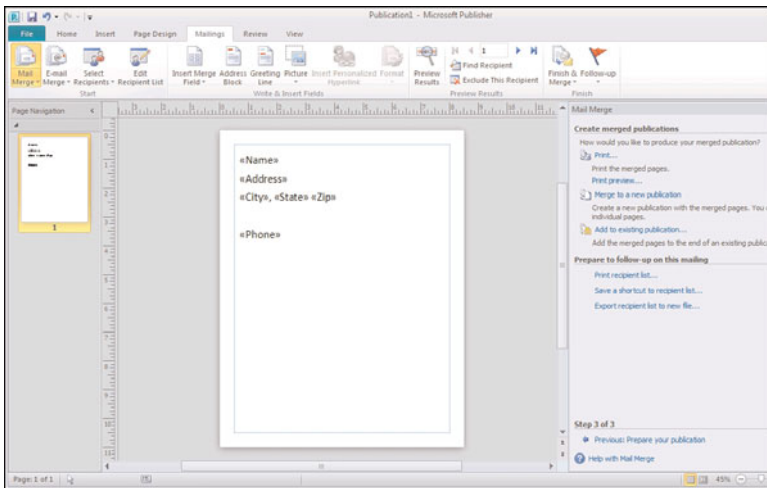 Publication1 - Microsoft Publisher
File Home Insert Page Design Mailings Review View
Mail Merge E-mail Merge Select Recipients Edit Recipient List
Start
Insert Merge Field Address Block Greeting Line Picture Insert Personalized Hyperlink Format
Write & Insert Fields
Preview Results
1
Find Recipient
Exclude This Recipient
Preview Results
Finish & Merge Follow-up
Finish
Page Navigation
1
«Name»
«Address»
«City», «State» «Zip»
«Phone»
Mail Merge
Create merged publications
How would you like to produce your merged publication?
Print...
Print the merged pages.
Print preview...
Merge to a new publication
Create a new publication with the merged pages. You
individual pages.
Add to existing publication...
Add the merged pages to the end of an existing public
Prepare to follow-up on this mailing
Print recipient list...
Save a shortcut to recipient list...
Export recipient list to new file...
Step 3 of 3
Previous: Prepare your publication
Help with Mail Merge
Page: 1 of 1
45%